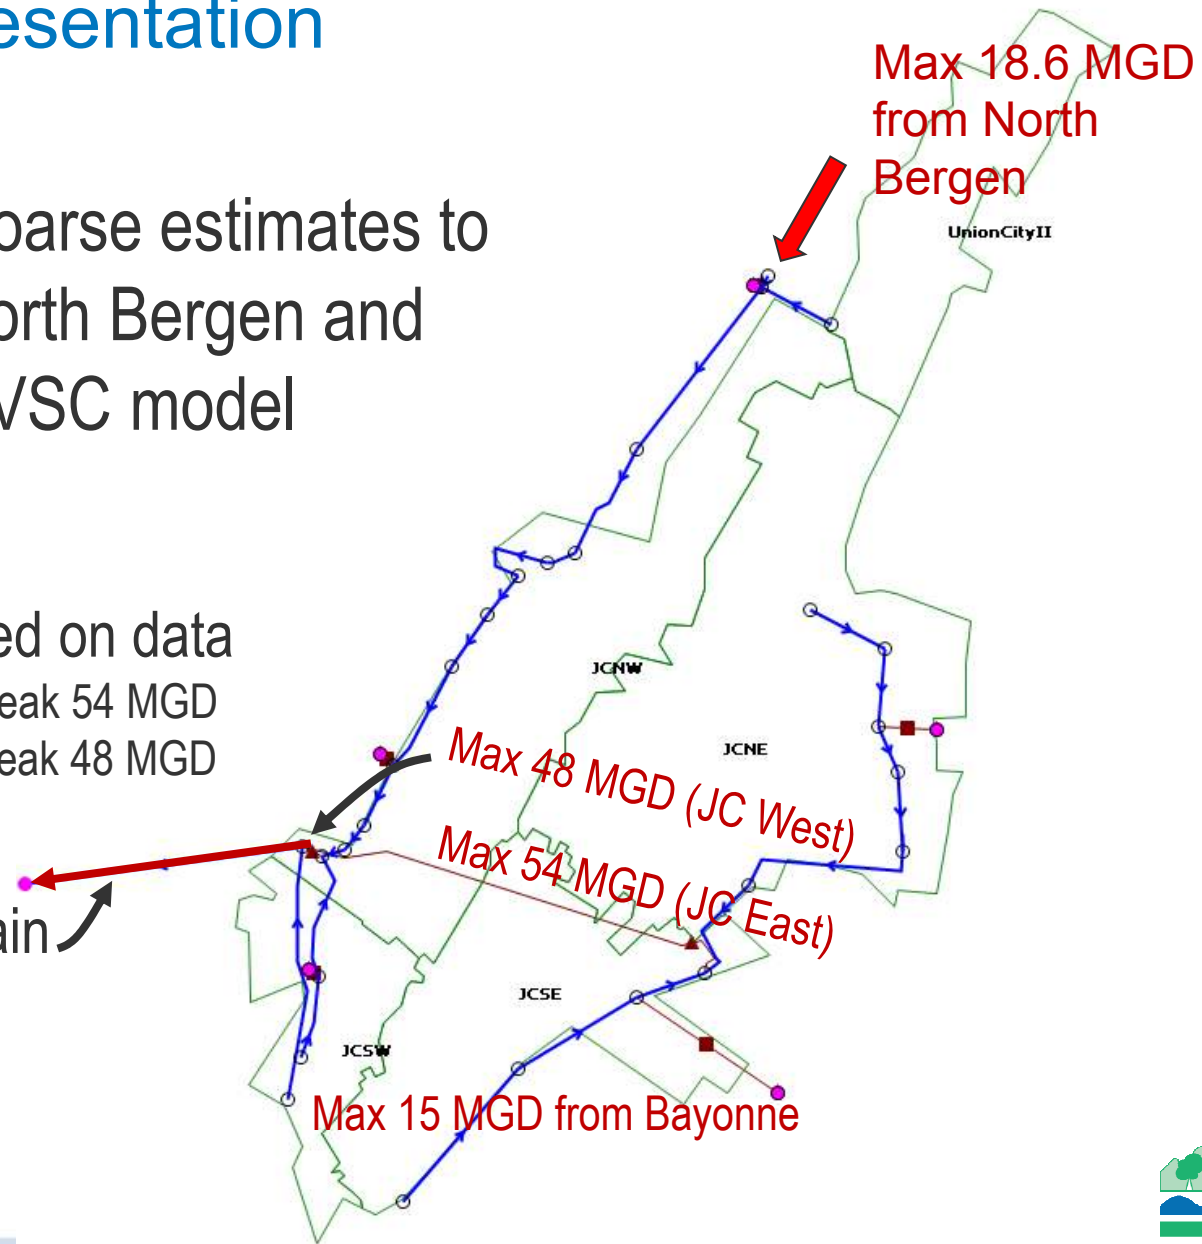 esentation
Max 18.6 MGD
from North
Bergen
UnionCityII
oarse estimates to
orth Bergen and
VSC model
ed on data
eak 54 MGD
eak 48 MGD
JCNW
JCNE
Max 48 MGD (JC West)
Max 54 MGD (JC East)
ain
JCSE
JCSW
Max 15 MGD from Bayonne